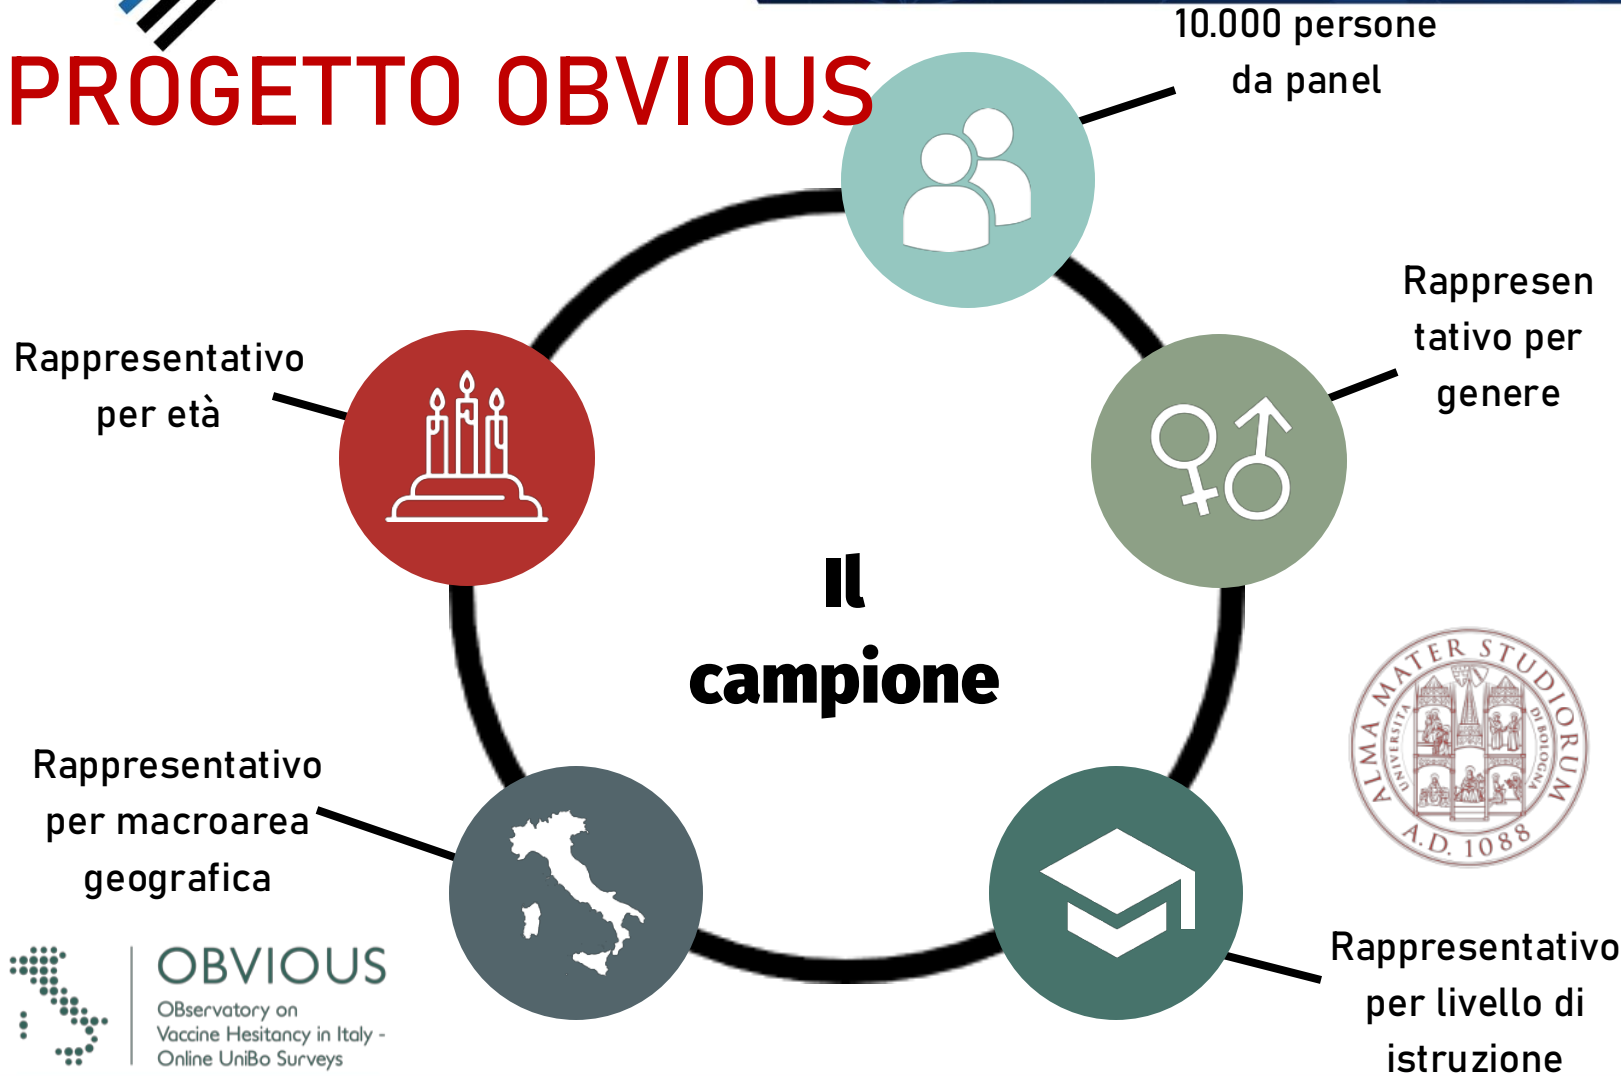 PROGETTO OBVIOUS
10.000 persone
da panel
Rappresen
tativo per
genere
Rappresentativo
per età
Il
campione
Rappresentativo
per macroarea
geografica
Rappresentativo
per livello di
istruzione
ALMA MATER STUDIORUM
UNIVERSITA DI BOLOGNA
A.D. 1088
OBVIOUS
OBservatory on
Vaccine Hesitancy in Italy -
Online UniBo Surveys